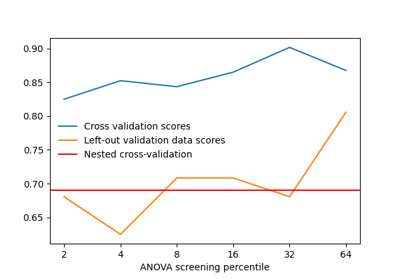 0.90
0.85
0.80
0.75
0.70
0.65
Cross validation scores
Left-out validation data scores
Nested cross-validation
2 4 8 16 32 64
ANOVA screening percentile